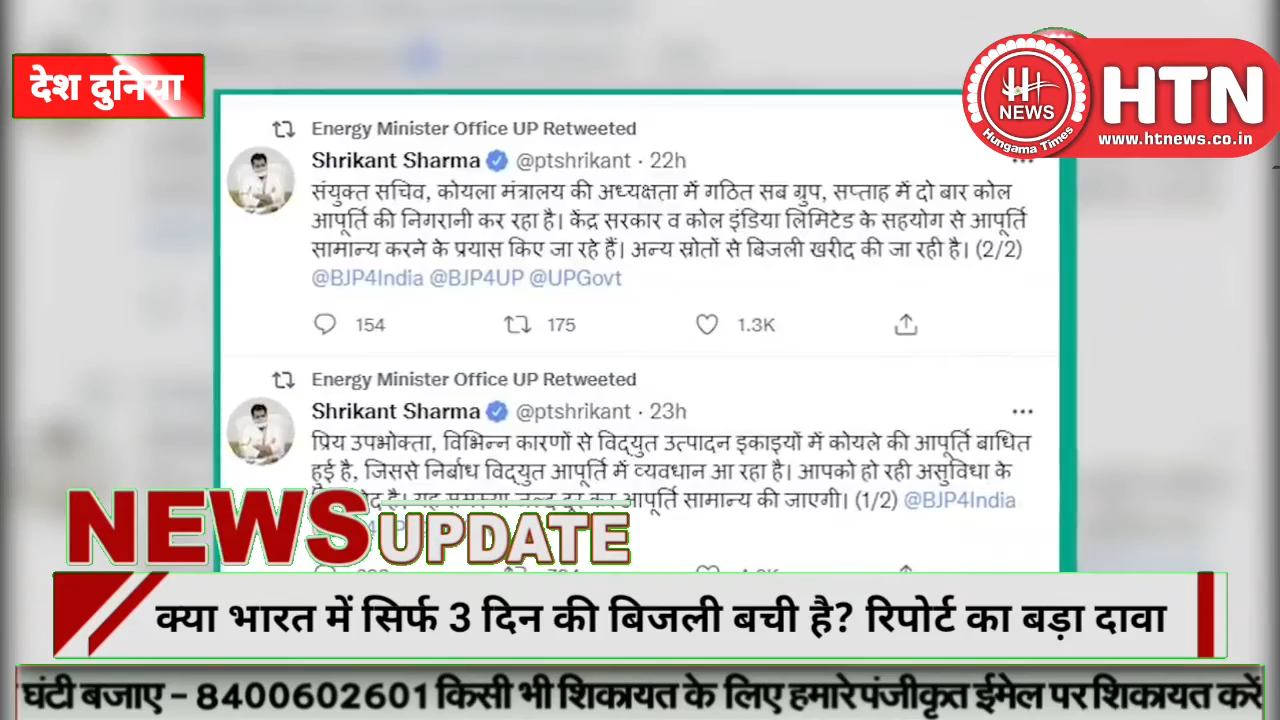 देश दुनिया
HTN
NEWS
Hungama Times
www.htnews.co.in
Energy Minister Office UP Retweeted
Shrikant Sharma @ptshrikant · 22h
संयुक्त सचिव, कोयला मंत्रालय की अध्यक्षता में गठित सब ग्रुप, सप्ताह में दो बार कोल
आपूर्ति की निगरानी कर रहा है। केंद्र सरकार व कोल इंडिया लिमिटेड के सहयोग से आपूर्ति
सामान्य करने के प्रयास किए जा रहे हैं। अन्य स्रोतों से बिजली खरीद की जा रही है। (2/2)
@BJP4India @BJP4UP @UPGovt
154 175 1.3K
Energy Minister Office UP Retweeted
Shrikant Sharma @ptshrikant · 23h
प्रिय उपभोक्ता, विभिन्न कारणों से विद्युत उत्पादन इकाइयों में कोयले की आपूर्ति बाधित
हुई है, जिससे निर्बाध विद्युत आपूर्ति में व्यवधान आ रहा है। आपको हो रही असुविधा के
है। यह समस्या जल्द दूर कर आपूर्ति सामान्य की जाएगी। (1/2) @BJP4India
NEWS UPDATE
क्या भारत में सिर्फ 3 दिन की बिजली बची है? रिपोर्ट का बड़ा दावा
घंटी बजाए - 8400602601 किसी भी शिकायत के लिए हमारे पंजीकृत ईमेल पर शिकायत करें